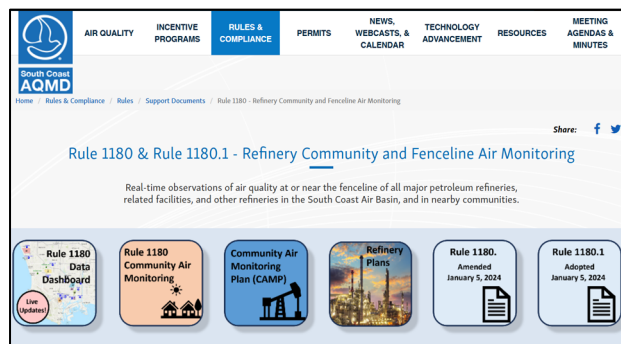 AIR QUALITY
INCENTIVE
PROGRAMS
RULES &
COMPLIANCE
PERMITS
NEWS,
WEBCASTS, &
CALENDAR
TECHNOLOGY
ADVANCEMENT
RESOURCES
MEETING
AGENDAS &
MINUTES
South Coast
AQMD
Home / Rules & Compliance / Rules / Support Documents / Rule 1180 - Refinery Community and Fenceline Air Monitoring
Share:
Rule 1180 & Rule 1180.1 - Refinery Community and Fenceline Air Monitoring
Real-time observations of air quality at or near the fenceline of all major petroleum refineries,
related facilities, and other refineries in the South Coast Air Basin, and in nearby communities.
Rule 1180
Data
Dashboard
Live
Updates!
Rule 1180
Community Air
Monitoring
Community Air
Monitoring
Plan (CAMP)
Refinery
Plans
Rule 1180.
Amended
January 5, 2024
Rule 1180.1
Adopted
January 5, 2024